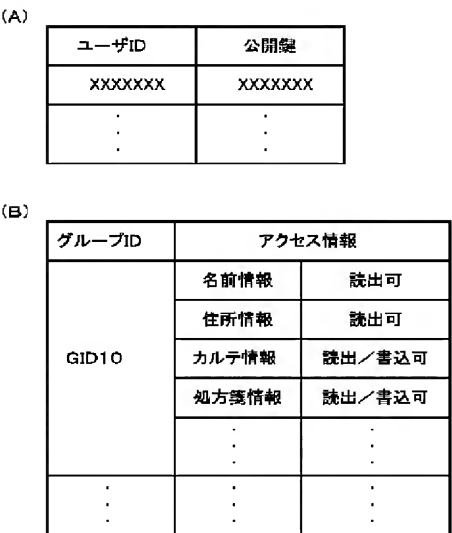 (A)
ユーザID 公開鍵
XXXXXXX XXXXXXX
(B)
グループID アクセス情報
名前情報 読出可
住所情報 読出可
GID10 カルテ情報 読出/書込可
処方箋情報 読出/書込可